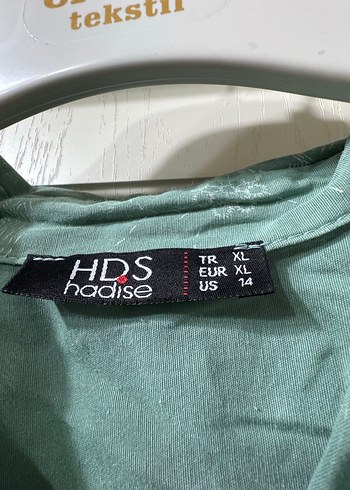 tekstil
HDS
hadise
TR XL
EUR XL
US 14